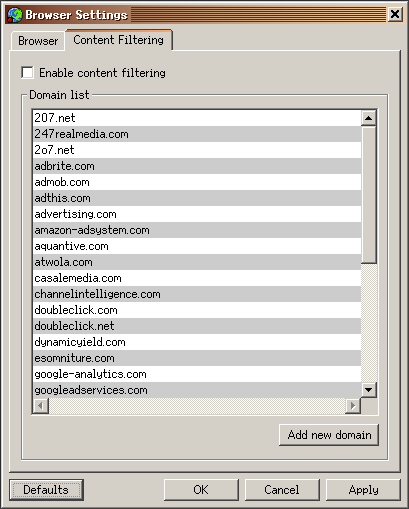 Browser Settings
Browser
Content Filtering
Enable content filtering
Domain list
207.net
247realmedia.com
2o7.net
adbrite.com
admob.com
adthis.com
advertising.com
amazon-adsystem.com
aquantive.com
atwola.com
casalemedia.com
channelintelligence.com
doubleclick.com
doubleclick.net
dynamicyield.com
esomniture.com
google-analytics.com
googleadservices.com
Add new domain
Defaults
OK
Cancel
Apply